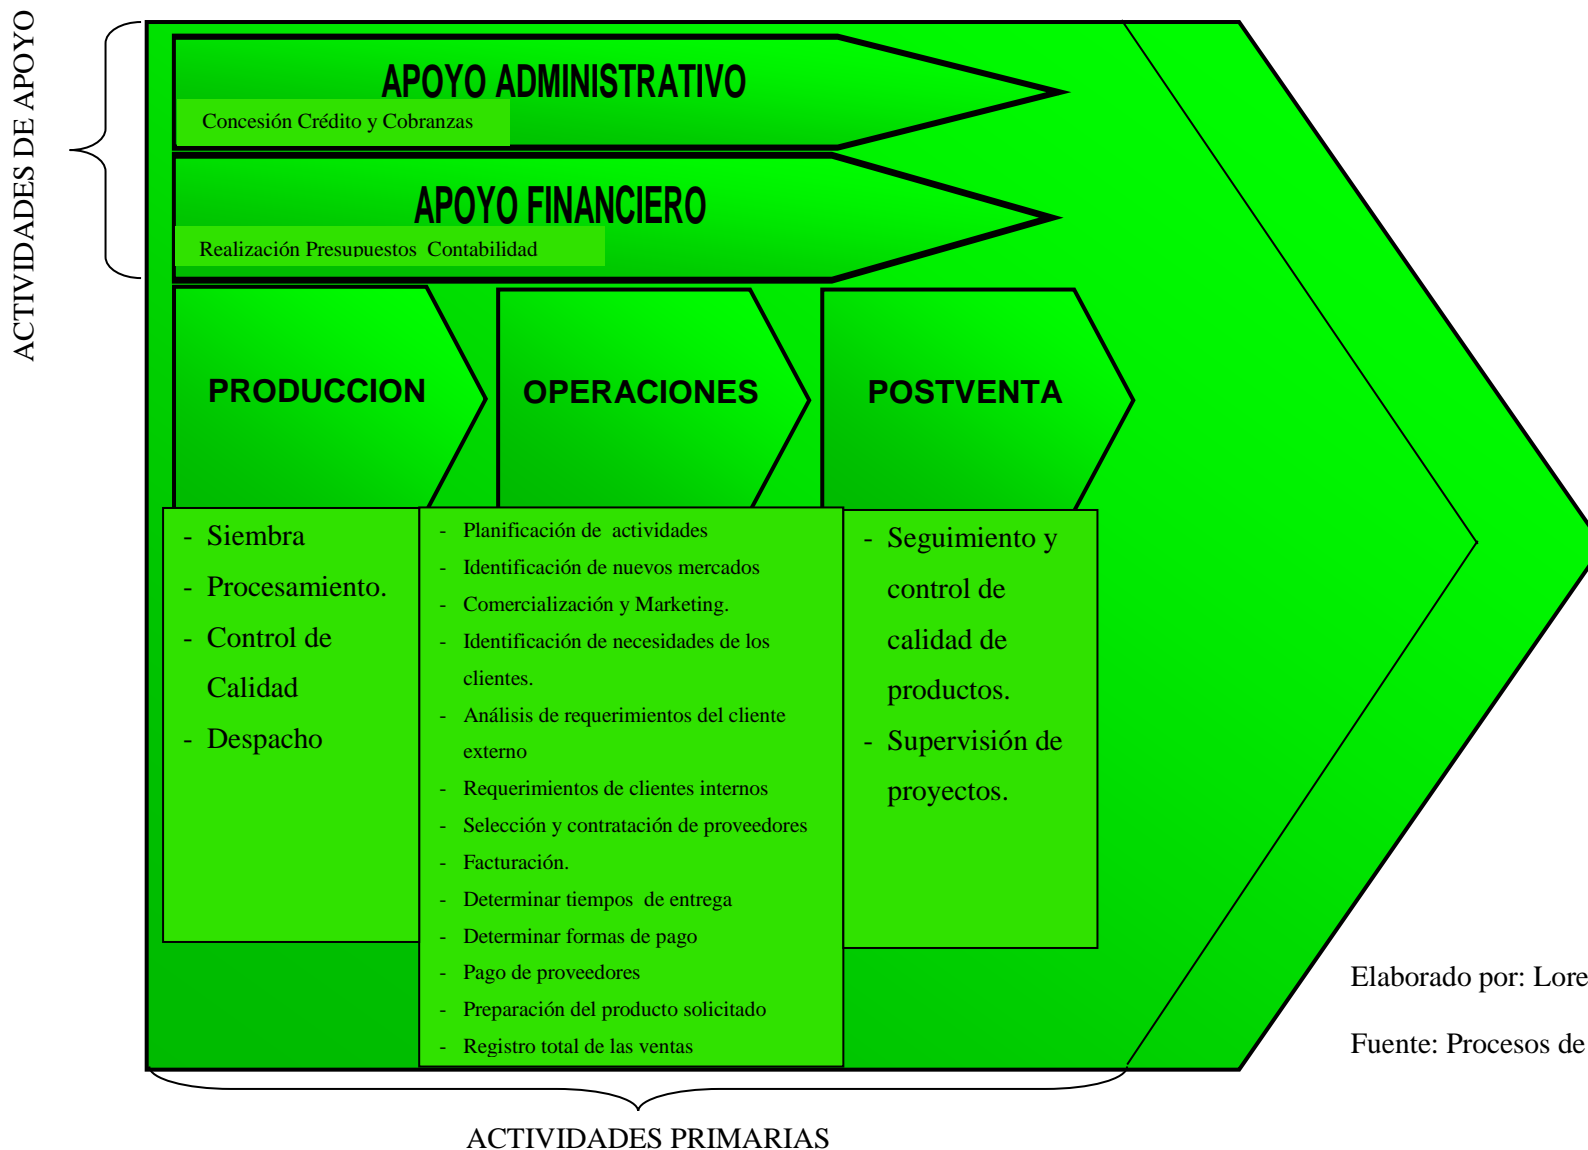 ACTIVIDADES DE APOYO
APOYO ADMINISTRATIVO
Concesión Crédito y Cobranzas
APOYO FINANCIERO
Realización Presupuestos  Contabilidad
PRODUCCION
OPERACIONES
POSTVENTA
- Siembra
- Procesamiento.
- Control de
Calidad
- Despacho
- Planificación de  actividades
- Identificación de nuevos mercados
- Comercialización y Marketing.
- Identificación de necesidades de los
clientes.
- Análisis de requerimientos del cliente
externo
- Requerimientos de clientes internos
- Selección y contratación de proveedores
- Facturación.
- Determinar tiempos  de entrega
- Determinar formas de pago
- Pago de proveedores
- Preparación del producto solicitado
- Registro total de las ventas
- Seguimiento y
control de
calidad de
productos.
- Supervisión de
proyectos.
Elaborado por: Lore
Fuente: Procesos de
ACTIVIDADES PRIMARIAS